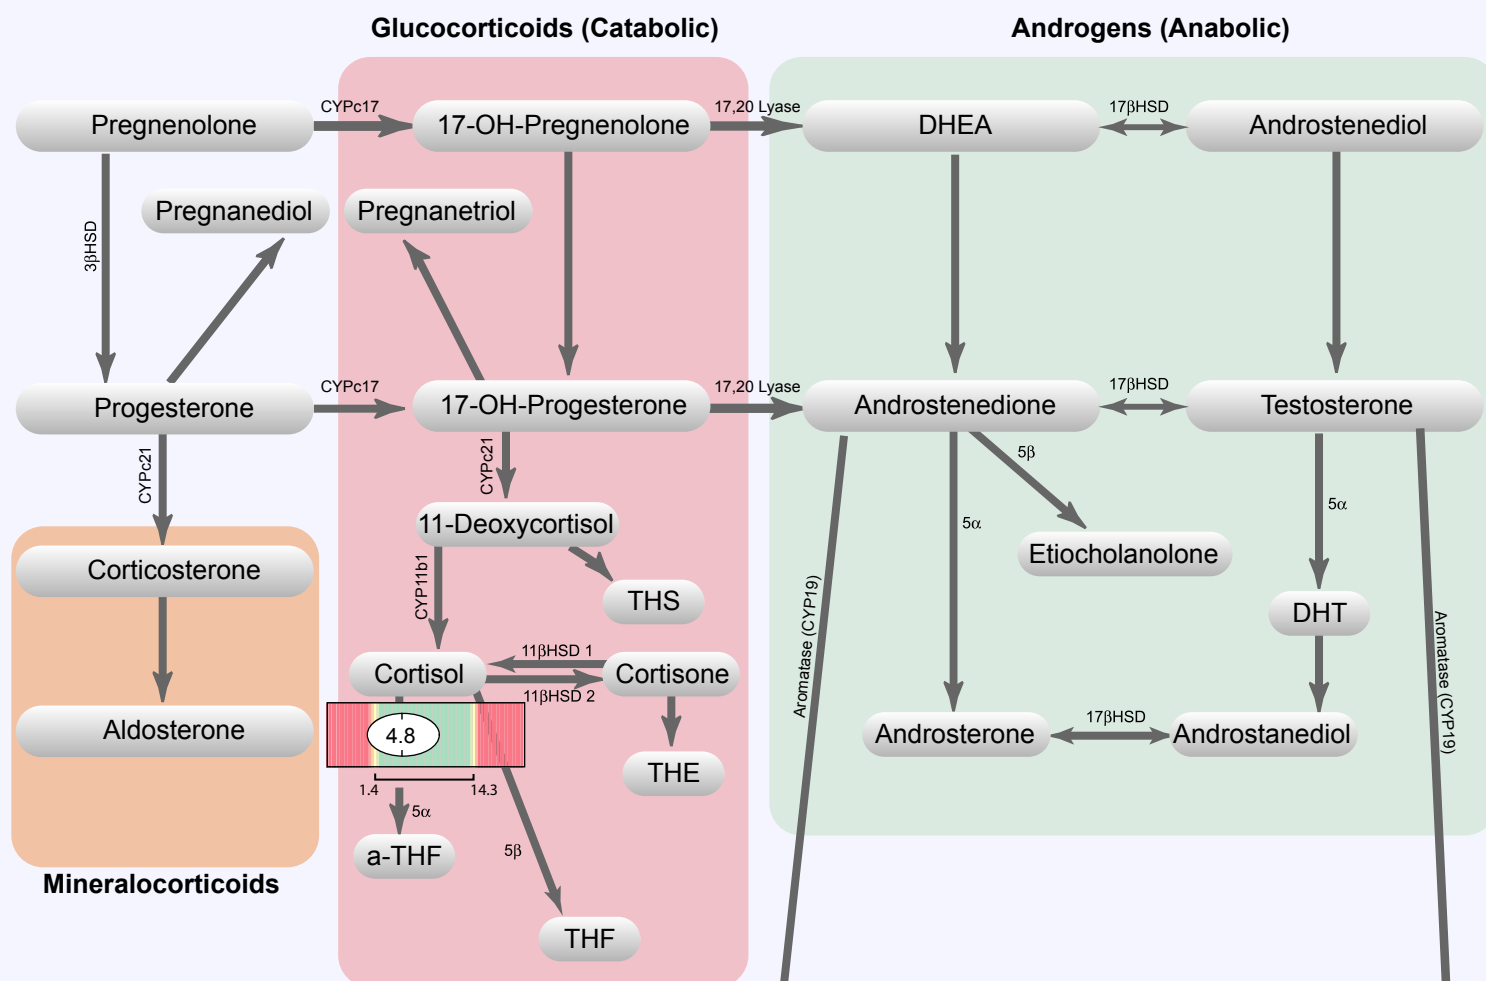 Glucocorticoids (Catabolic)
Androgens (Anabolic)
Pregnenolone
CYPc17
17-OH-Pregnenolone
17,20 Lyase
DHEA
17βHSD
Androstenediol
3βHSD
Pregnanediol
Pregnanetriol
Progesterone
CYPc17
17-OH-Progesterone
17,20 Lyase
Androstenedione
17βHSD
Testosterone
CYPc21
CYPc21
5β
5α
5α
11-Deoxycortisol
Etiocholanolone
Corticosterone
CYP11b1
THS
DHT
Aromatase (CYP19)
Aromatase (CYP19)
Cortisol
11βHSD 1
11βHSD 2
Cortisone
Aldosterone
4.8
1.4
14.3
THE
Androsterone
17βHSD
Androstanediol
5α
a-THF
5β
Mineralocorticoids
THF